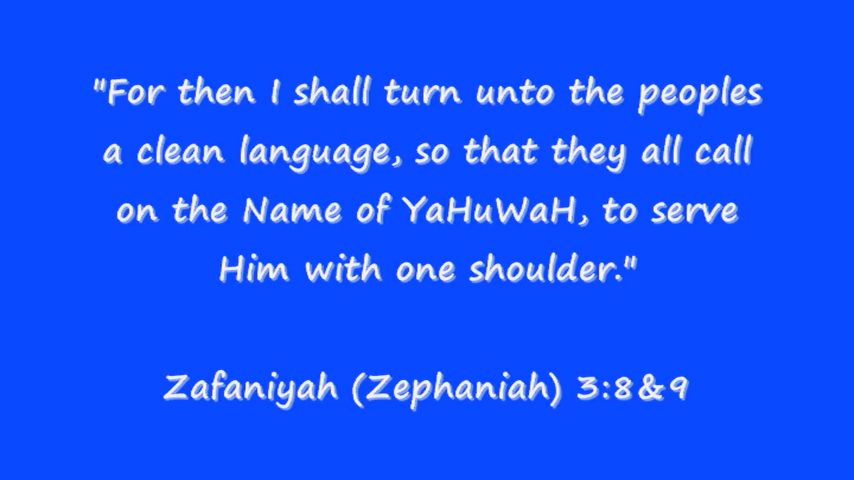 "For then I shall turn unto the peoples
a clean language, so that they all call
on the Name of YaHuWaH, to serve
Him with one shoulder."
Zafaniyah (Zephaniah) 3:8&9